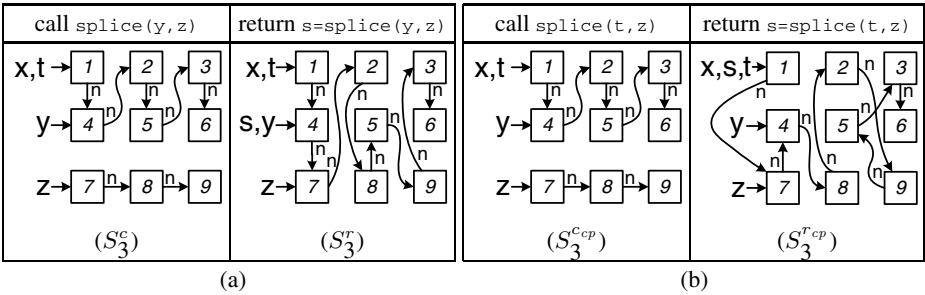 call splice(y,z) return s=splice(y,z) call splice(t,z) return s=splice(t,z)
x,t 1 2 3 x,t 1 2 3 x,t 1 2 3 x,s,t 1 2 3
n n n n n n n n n n n n n n
y 4 5 6 s,y 4 5 6 y 4 5 6 y 4 5 6
n n n n n n n n
z 7 n 8 n 9 z 7 8 9 z 7 n 8 n 9 z 7 8 9
(S₃ᶜ) (S₃ʳ) (S₃ᶜᶜᵖ) (S₃ʳᶜᵖ)
(a) (b)